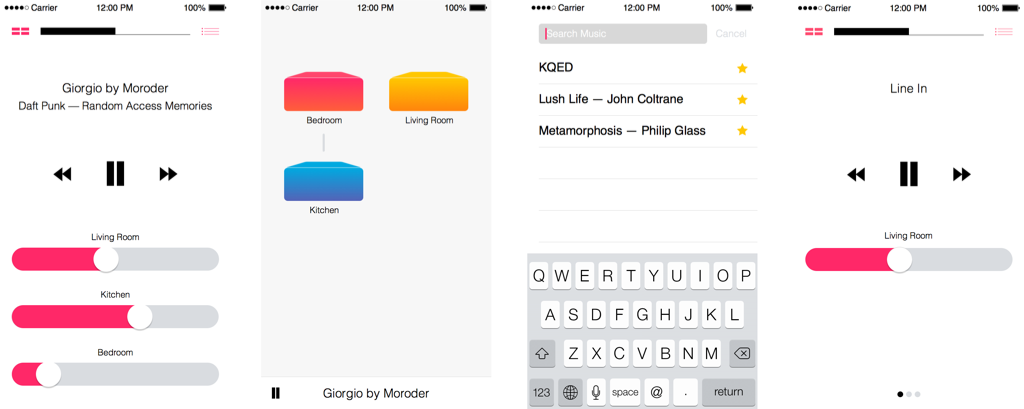 Carrier 12:00 PM 100%
Giorgio by Moroder
Daft Punk — Random Access Memories
Living Room
Kitchen
Bedroom
Carrier 12:00 PM 100%
Bedroom
Living Room
Kitchen
Giorgio by Moroder
Carrier 12:00 PM 100%
Search Music Cancel
KQED
Lush Life — John Coltrane
Metamorphosis — Philip Glass
Q W E R T Y U I O P
A S D F G H J K L
Z X C V B N M
123 space @ . return
Carrier 12:00 PM 100%
Line In
Living Room